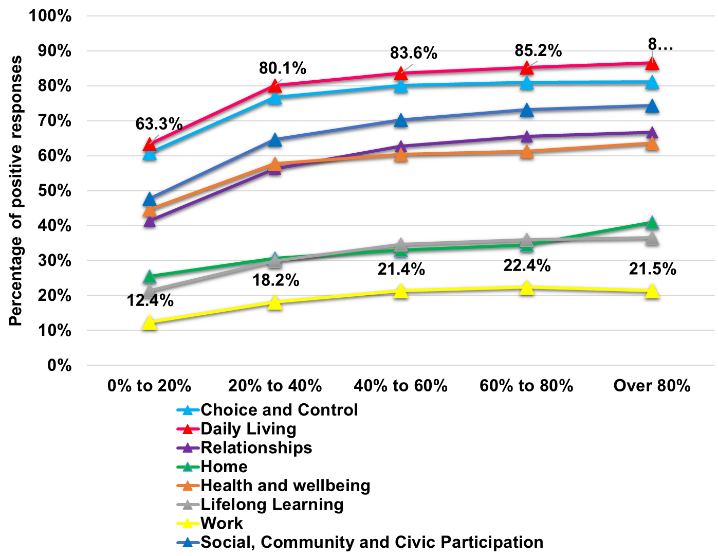 100%
90%
80%
70%
60%
50%
40%
30%
20%
10%
0%
Percentage of positive responses
63.3%
80.1%
83.6%
85.2%
8...
12.4%
18.2%
21.4%
22.4%
21.5%
0% to 20%
20% to 40%
40% to 60%
60% to 80%
Over 80%
Choice and Control
Daily Living
Relationships
Home
Health and wellbeing
Lifelong Learning
Work
Social, Community and Civic Participation